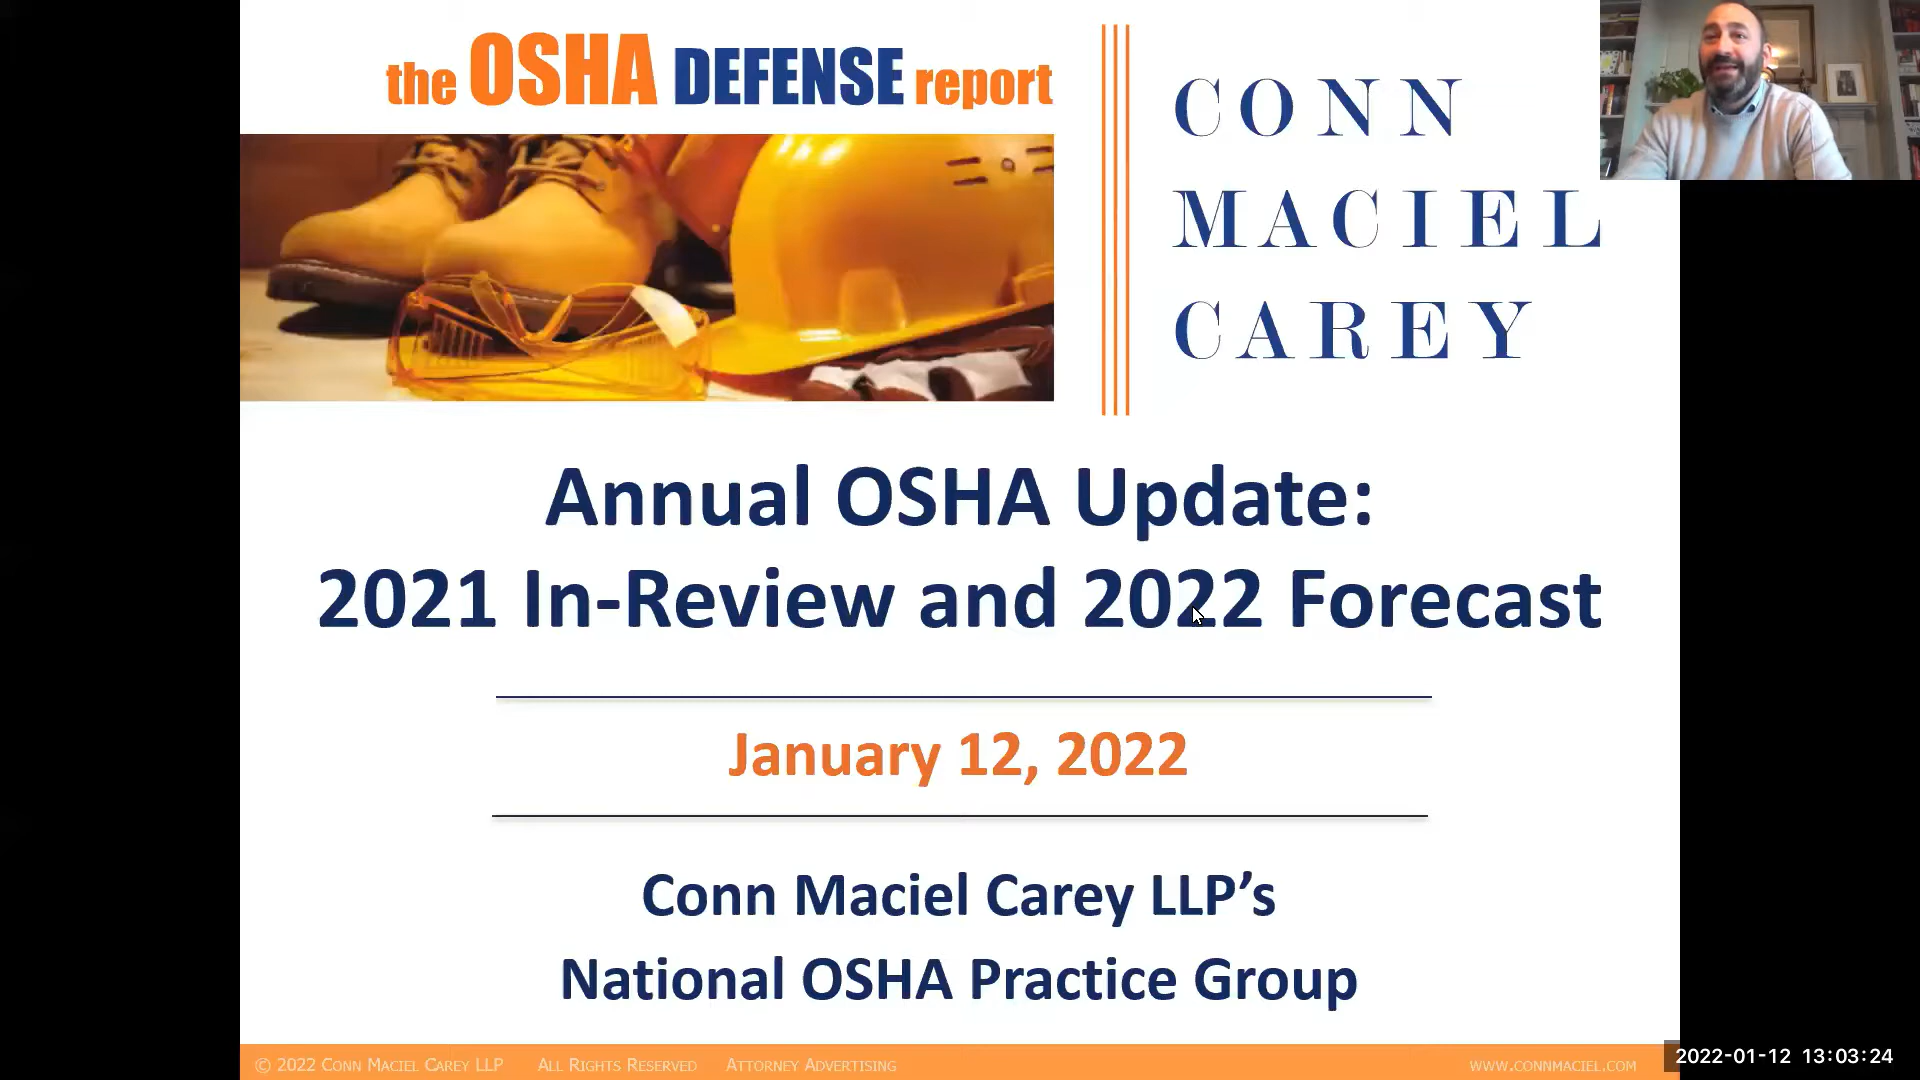 the OSHA DEFENSE report
CONN
MACIEL
CAREY
Annual OSHA Update:
2021 In-Review and 2022 Forecast
January 12, 2022
Conn Maciel Carey LLP’s
National OSHA Practice Group
© 2022 CONN MACIEL CAREY LLP ALL RIGHTS RESERVED ATTORNEY ADVERTISING
WWW.CONNMACIEL.COM
2022-01-12 13:03:24